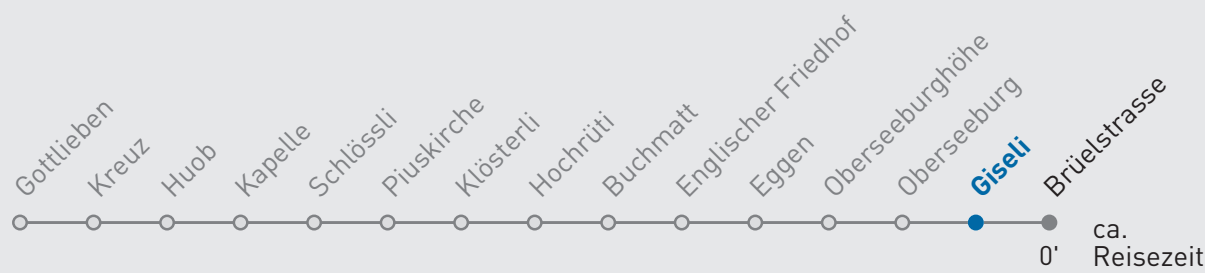 Gottlieben
Kreuz
Huob
Kapelle
Schlössli
Piuskirche
Klösterli
Hochrüti
Buchmatt
Englischer Friedhof
Eggen
Oberseeburghöhe
Oberseeburg
Giseli
Brüelstrasse
ca.
0' Reisezeit